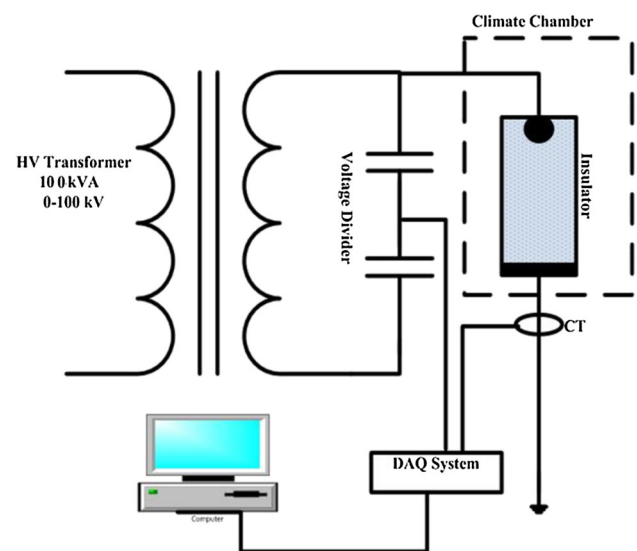 Climate Chamber
HV Transformer
100kVA
0-100 kV
Voltage Divider
Insulator
CT
DAQ System
Computer